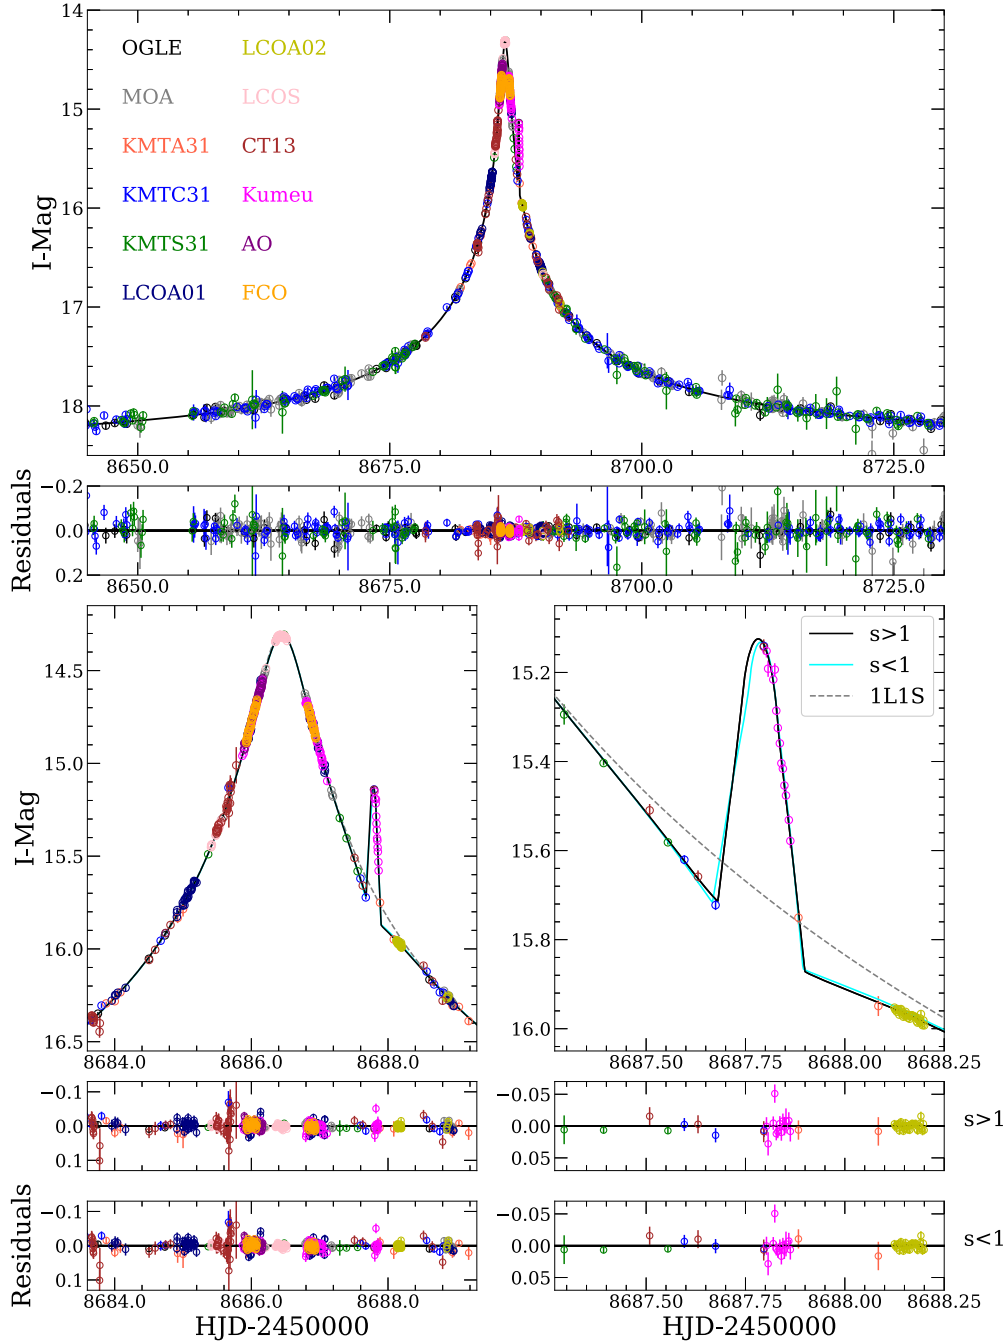 14
15
16
17
18
I-Mag
OGLE LCOA02
MOA LCOS
KMTA31 CT13
KMTC31 Kumeu
KMTS31 AO
LCOA01 FCO
8650.0 8675.0 8700.0 8725.0
Residuals
−0.2
0.0
0.2
8650.0 8675.0 8700.0 8725.0
I-Mag
14.5
15.0
15.5
16.0
16.5
8684.0 8686.0 8688.0
15.2
15.4
15.6
15.8
16.0
s>1
s<1
1L1S
8687.50 8687.75 8688.00 8688.25
Residuals
−0.1
0.0
0.1
−0.05
0.00
0.05
s>1
−0.1
0.0
0.1
8684.0 8686.0 8688.0
−0.05
0.00
0.05
s<1
8687.50 8687.75 8688.00 8688.25
HJD-2450000 HJD-2450000